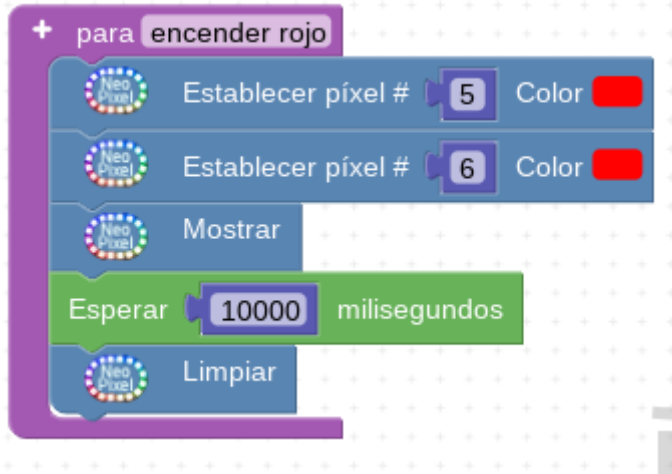 + para encender rojo
Neo Pixel Establecer píxel # 5 Color
Neo Pixel Establecer píxel # 6 Color
Neo Pixel Mostrar
Esperar 10000 milisegundos
Neo Pixel Limpiar